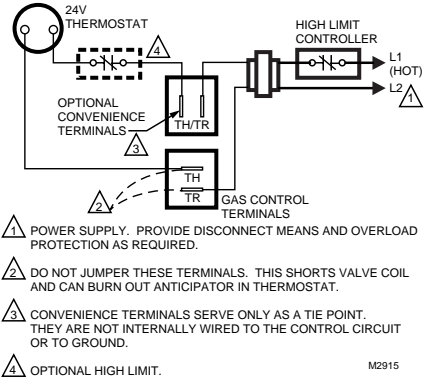 24V
THERMOSTAT
4
HIGH LIMIT
CONTROLLER
L1
(HOT)
L2
1
OPTIONAL
CONVENIENCE
TERMINALS
TH/TR
3
TH
2
TR
GAS CONTROL
TERMINALS
1 POWER SUPPLY. PROVIDE DISCONNECT MEANS AND OVERLOAD
PROTECTION AS REQUIRED.
2 DO NOT JUMPER THESE TERMINALS. THIS SHORTS VALVE COIL
AND CAN BURN OUT ANTICIPATOR IN THERMOSTAT.
3 CONVENIENCE TERMINALS SERVE ONLY AS A TIE POINT.
THEY ARE NOT INTERNALLY WIRED TO THE CONTROL CIRCUIT
OR TO GROUND.
4 OPTIONAL HIGH LIMIT.
M2915